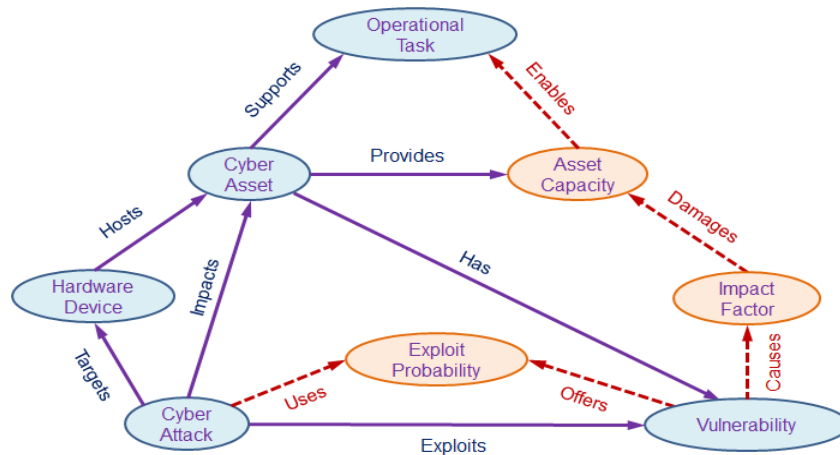 Operational
Task
Supports
Enables
Cyber
Asset
Provides
Asset
Capacity
Hosts
Damages
Has
Impacts
Hardware
Device
Impact
Factor
Targets
Exploit
Probability
Causes
Uses
Offers
Cyber
Attack
Exploits
Vulnerability